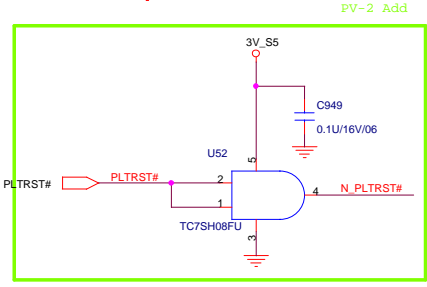 PV-2 Add
3V_S5
C949
0.1U/16V/06
U52
5
PLTRST#
PLTRST#
2
1
4
N_PLTRST#
TC7SH08FU
3